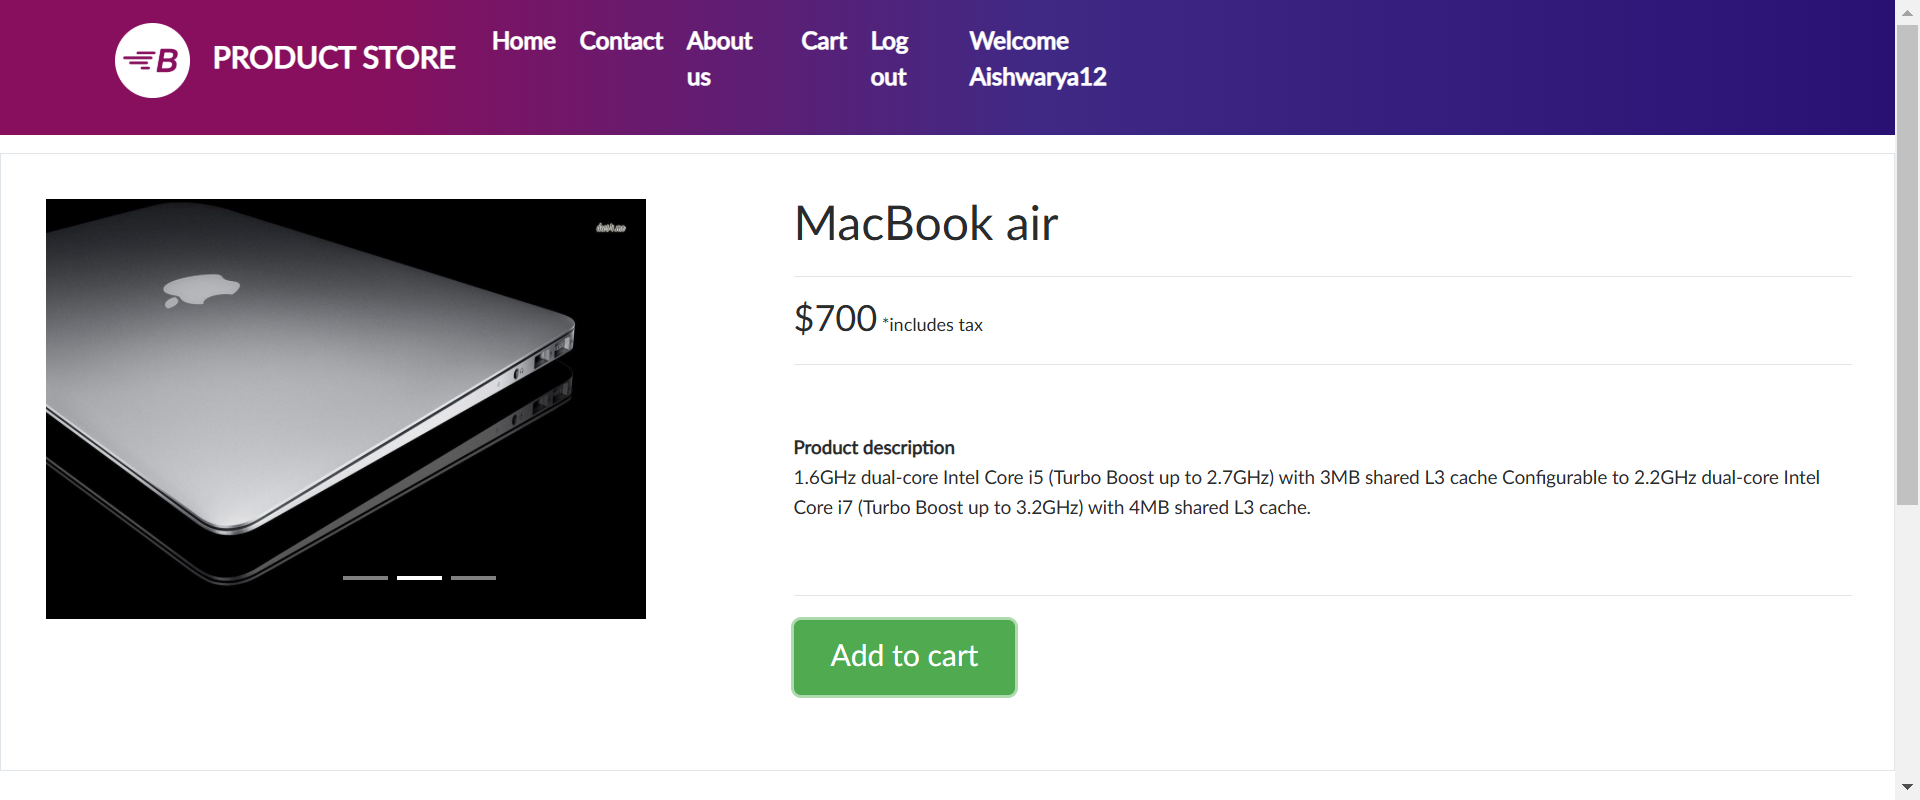 B PRODUCT STORE Home Contact About us Cart Log out Welcome Aishwarya12
MacBook air
$700 *includes tax
Product description
1.6GHz dual-core Intel Core i5 (Turbo Boost up to 2.7GHz) with 3MB shared L3 cache Configurable to 2.2GHz dual-core Intel
Core i7 (Turbo Boost up to 3.2GHz) with 4MB shared L3 cache.
Add to cart